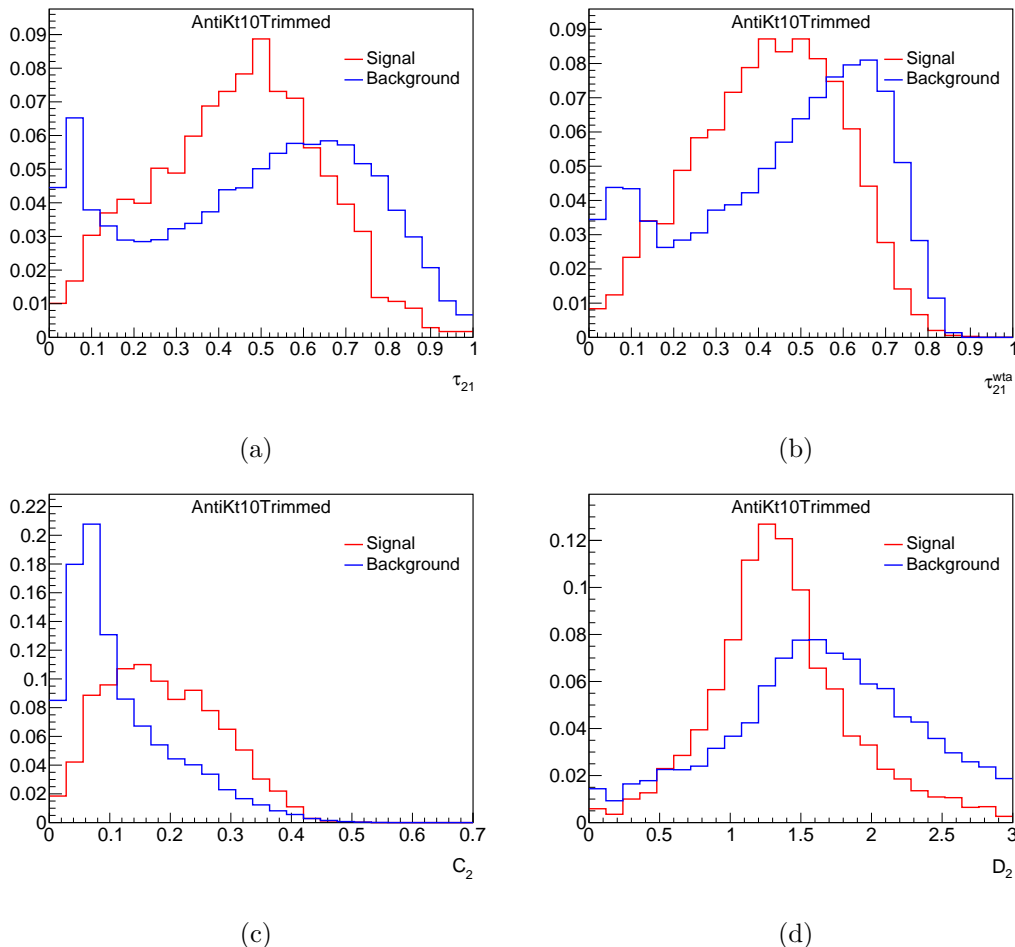 AntiKt10Trimmed
Signal
Background
0.09
0.08
0.07
0.06
0.05
0.04
0.03
0.02
0.01
0
0 0.1 0.2 0.3 0.4 0.5 0.6 0.7 0.8 0.9 1
τ21
(a)
AntiKt10Trimmed
Signal
Background
0.09
0.08
0.07
0.06
0.05
0.04
0.03
0.02
0.01
0
0 0.1 0.2 0.3 0.4 0.5 0.6 0.7 0.8 0.9 1
τ21^wta
(b)
AntiKt10Trimmed
Signal
Background
0.22
0.2
0.18
0.16
0.14
0.12
0.1
0.08
0.06
0.04
0.02
0
0 0.1 0.2 0.3 0.4 0.5 0.6 0.7
C2
(c)
AntiKt10Trimmed
Signal
Background
0.12
0.1
0.08
0.06
0.04
0.02
0
0 0.5 1 1.5 2 2.5 3
D2
(d)